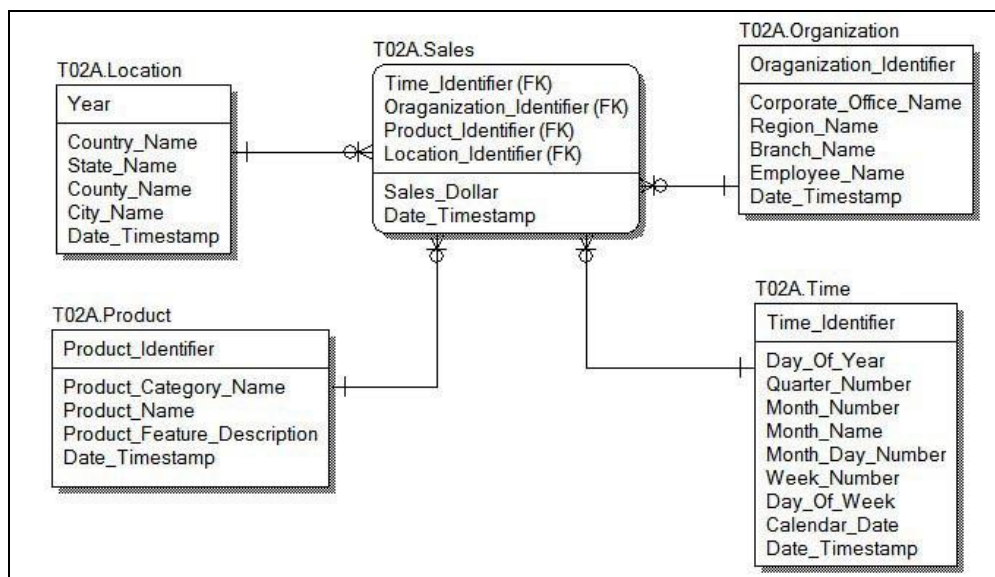 T02A.Location
Year
Country_Name
State_Name
County_Name
City_Name
Date_Timestamp
T02A.Sales
Time_Identifier (FK)
Oraganization_Identifier (FK)
Product_Identifier (FK)
Location_Identifier (FK)
Sales_Dollar
Date_Timestamp
T02A.Organization
Oraganization_Identifier
Corporate_Office_Name
Region_Name
Branch_Name
Employee_Name
Date_Timestamp
T02A.Product
Product_Identifier
Product_Category_Name
Product_Name
Product_Feature_Description
Date_Timestamp
T02A.Time
Time_Identifier
Day_Of_Year
Quarter_Number
Month_Number
Month_Name
Month_Day_Number
Week_Number
Day_Of_Week
Calendar_Date
Date_Timestamp